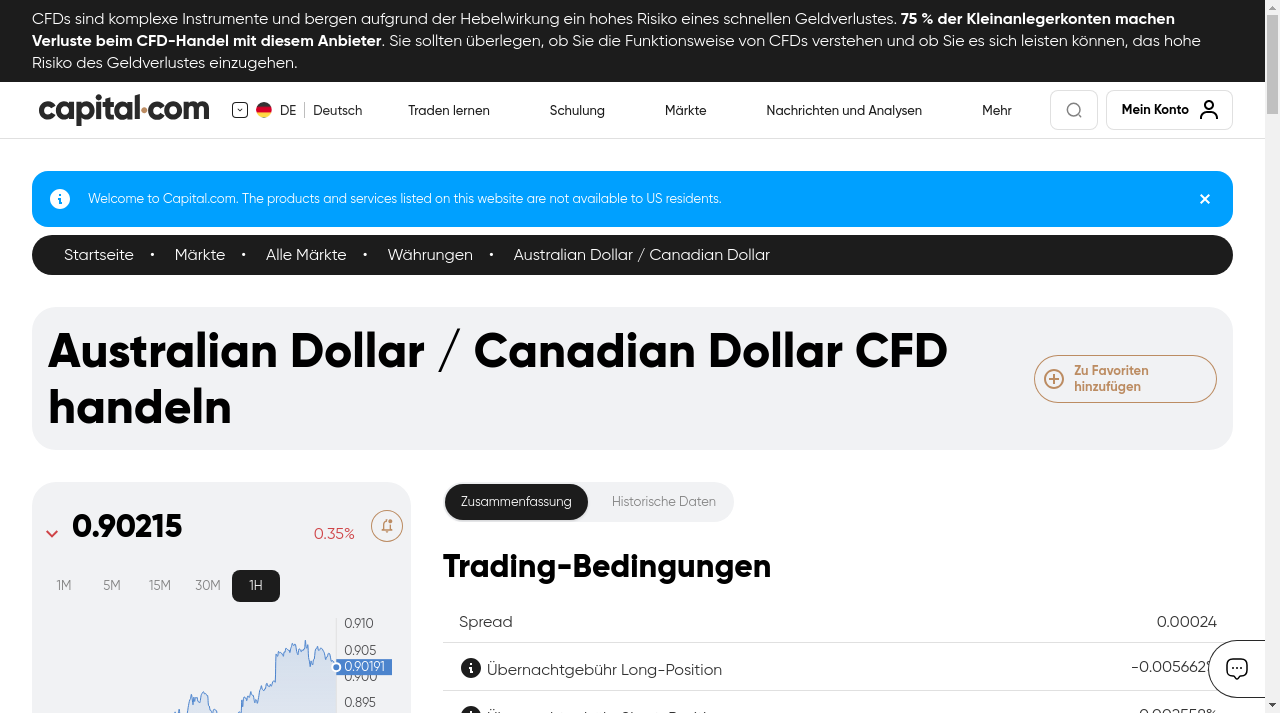 CFDs sind komplexe Instrumente und bergen aufgrund der Hebelwirkung ein hohes Risiko eines schnellen Geldverlustes. 75 % der Kleinanlegerkonten machen
Verluste beim CFD-Handel mit diesem Anbieter. Sie sollten überlegen, ob Sie die Funktionsweise von CFDs verstehen und ob Sie es sich leisten können, das hohe
Risiko des Geldverlustes einzugehen.
capital.com DE Deutsch Traden lernen Schulung Märkte Nachrichten und Analysen Mehr Mein Konto
Welcome to Capital.com. The products and services listed on this website are not available to US residents.
Startseite • Märkte • Alle Märkte • Währungen • Australian Dollar / Canadian Dollar
Australian Dollar / Canadian Dollar CFD
handeln
Zu Favoriten
hinzufügen
0.90215 0.35%
1M 5M 15M 30M 1H
0.910
0.905
0.90191
0.900
0.895
Zusammenfassung Historische Daten
Trading-Bedingungen
Spread 0.00024
Übernachtgebühr Long-Position -0.005662%